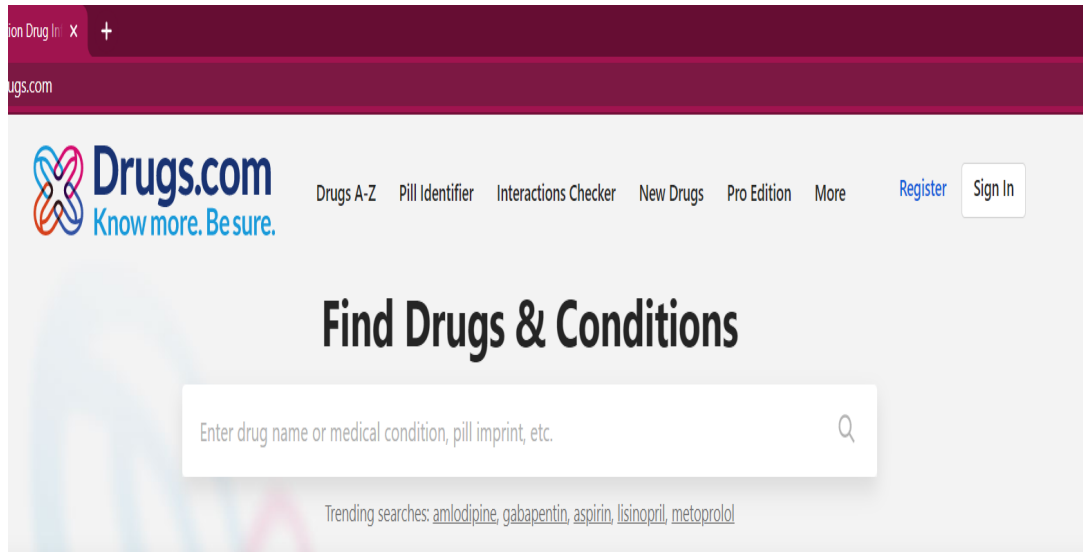 ion Drug In
ugs.com
Drugs.com
Know more. Be sure.
Drugs A-Z Pill Identifier Interactions Checker New Drugs Pro Edition More Register Sign In
Find Drugs & Conditions
Enter drug name or medical condition, pill imprint, etc.
Trending searches: amlodipine, gabapentin, aspirin, lisinopril, metoprolol